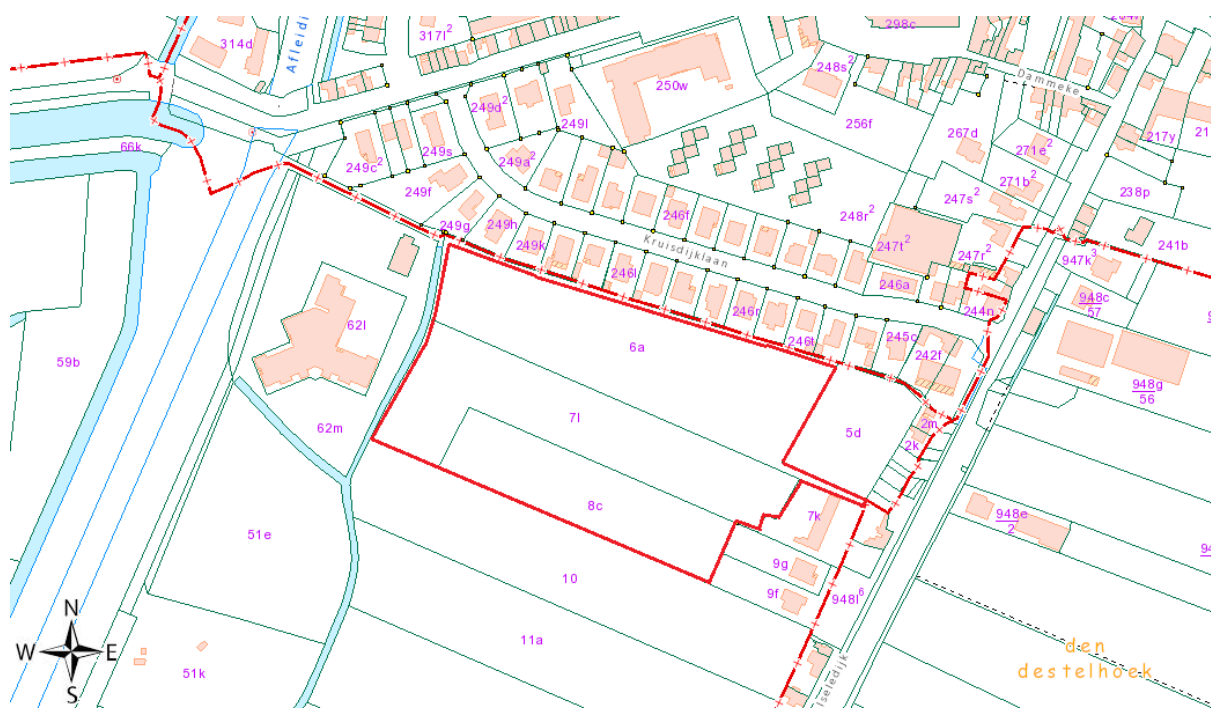 298c
317l²
314d
Afleidi
248s²
250w
Dammeke
249d²
249l
217y
21
256f
267d
271e²
66k
249c²
249s
249a²
271b²
238p
249f
247s²
246f
248r²
249g
249h
Kruisdijklaan
247t²
247r²
241b
249k
947k³
246l
246a
948c
57
244n
62l
246r
59b
6a
246t
245c
242f
948g
56
7l
2m
62m
5d
2k
8c
7k
948e
2
51e
94
9g
10
9f
948l⁶
N
W
E
S
11a
den
destelhoek
51k
lseledijk